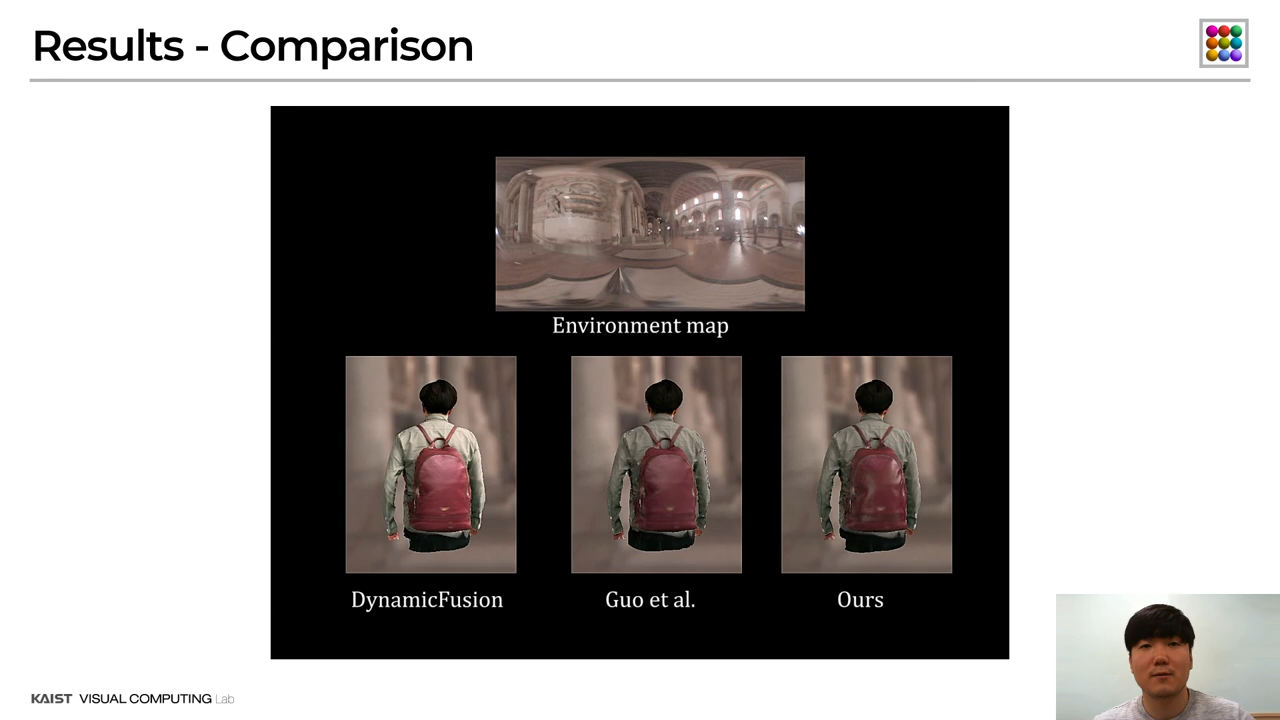 Results - Comparison
Environment map
DynamicFusion
Guo et al.
Ours
KAIST VISUAL COMPUTING Lab